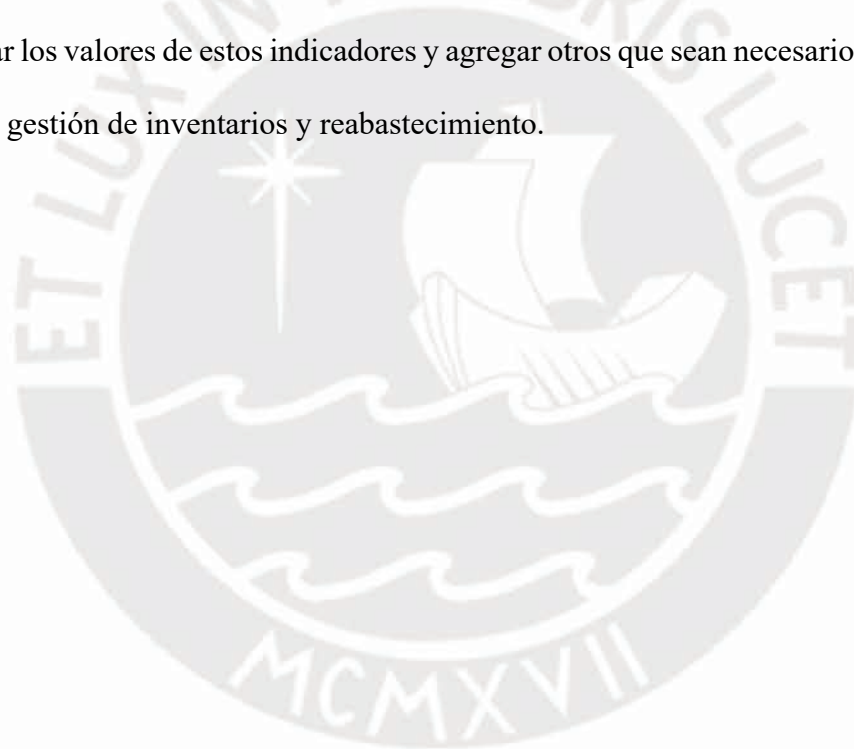 ar los valores de estos indicadores y agregar otros que sean necesario
gestión de inventarios y reabastecimiento.
ET LUX IN
BRIS LUCET
MCMXVII